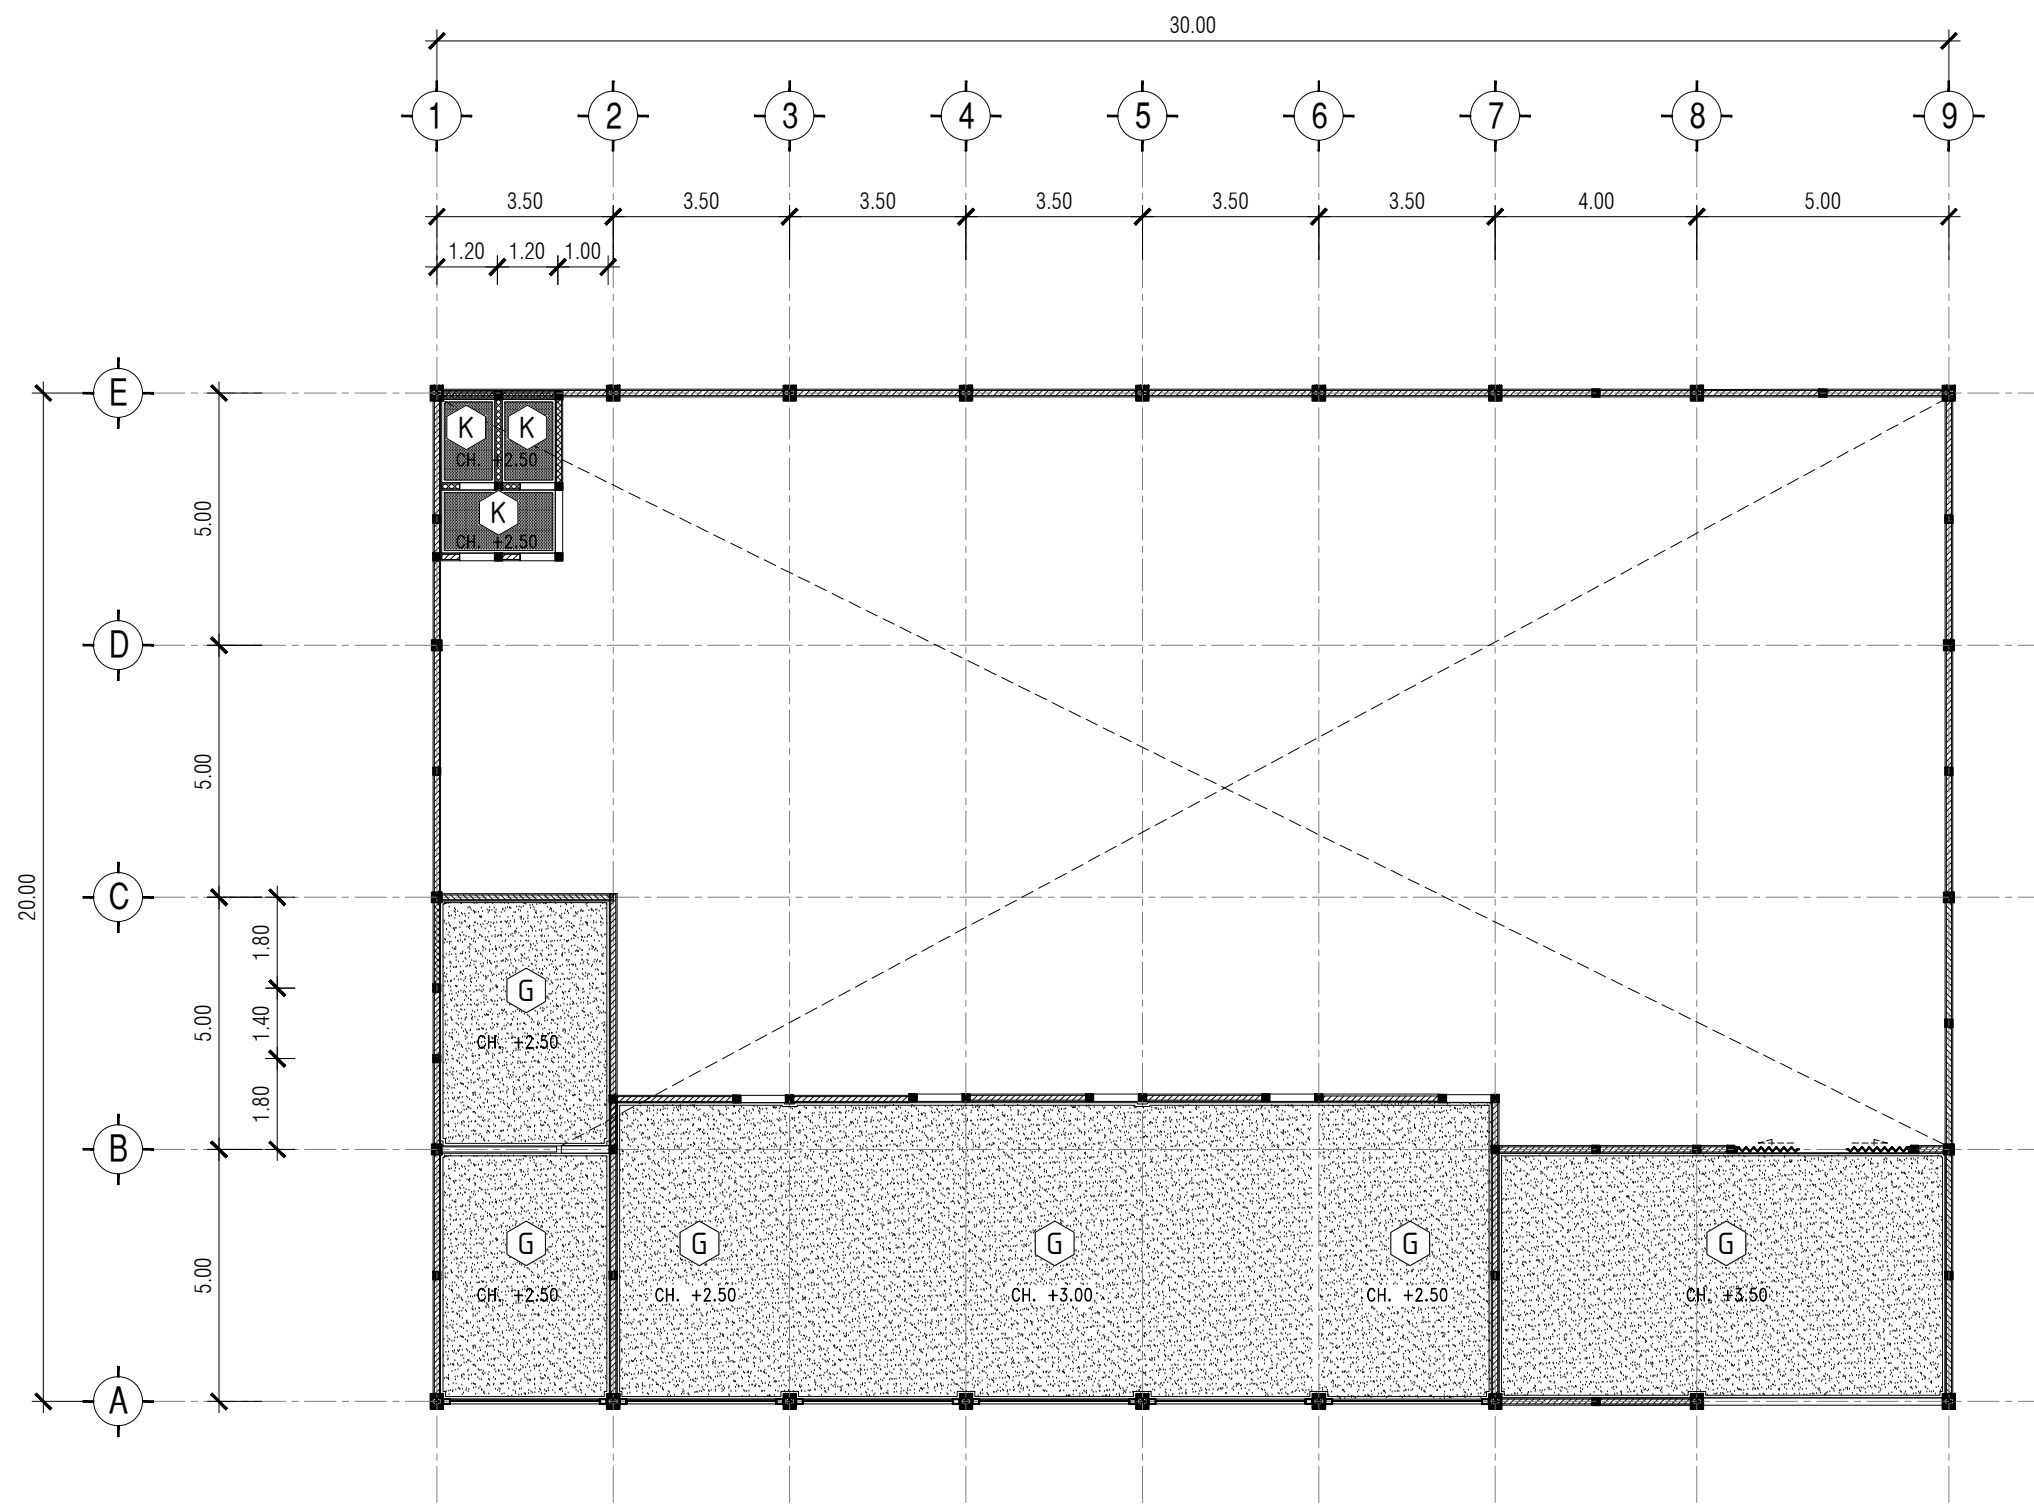 30.00
1 2 3 4 5 6 7 8 9
3.50 3.50 3.50 3.50 3.50 3.50 4.00 5.00
1.20 1.20 1.00
E
K K
CH. +2.50
K
5.00
CH. +2.50
D
5.00
20.00
C
1.80
G
5.00 1.40
CH. +2.50
1.80
B
G G G G G
5.00
CH. +2.50 CH. +2.50 CH. +3.00 CH. +2.50 CH. +3.50
A